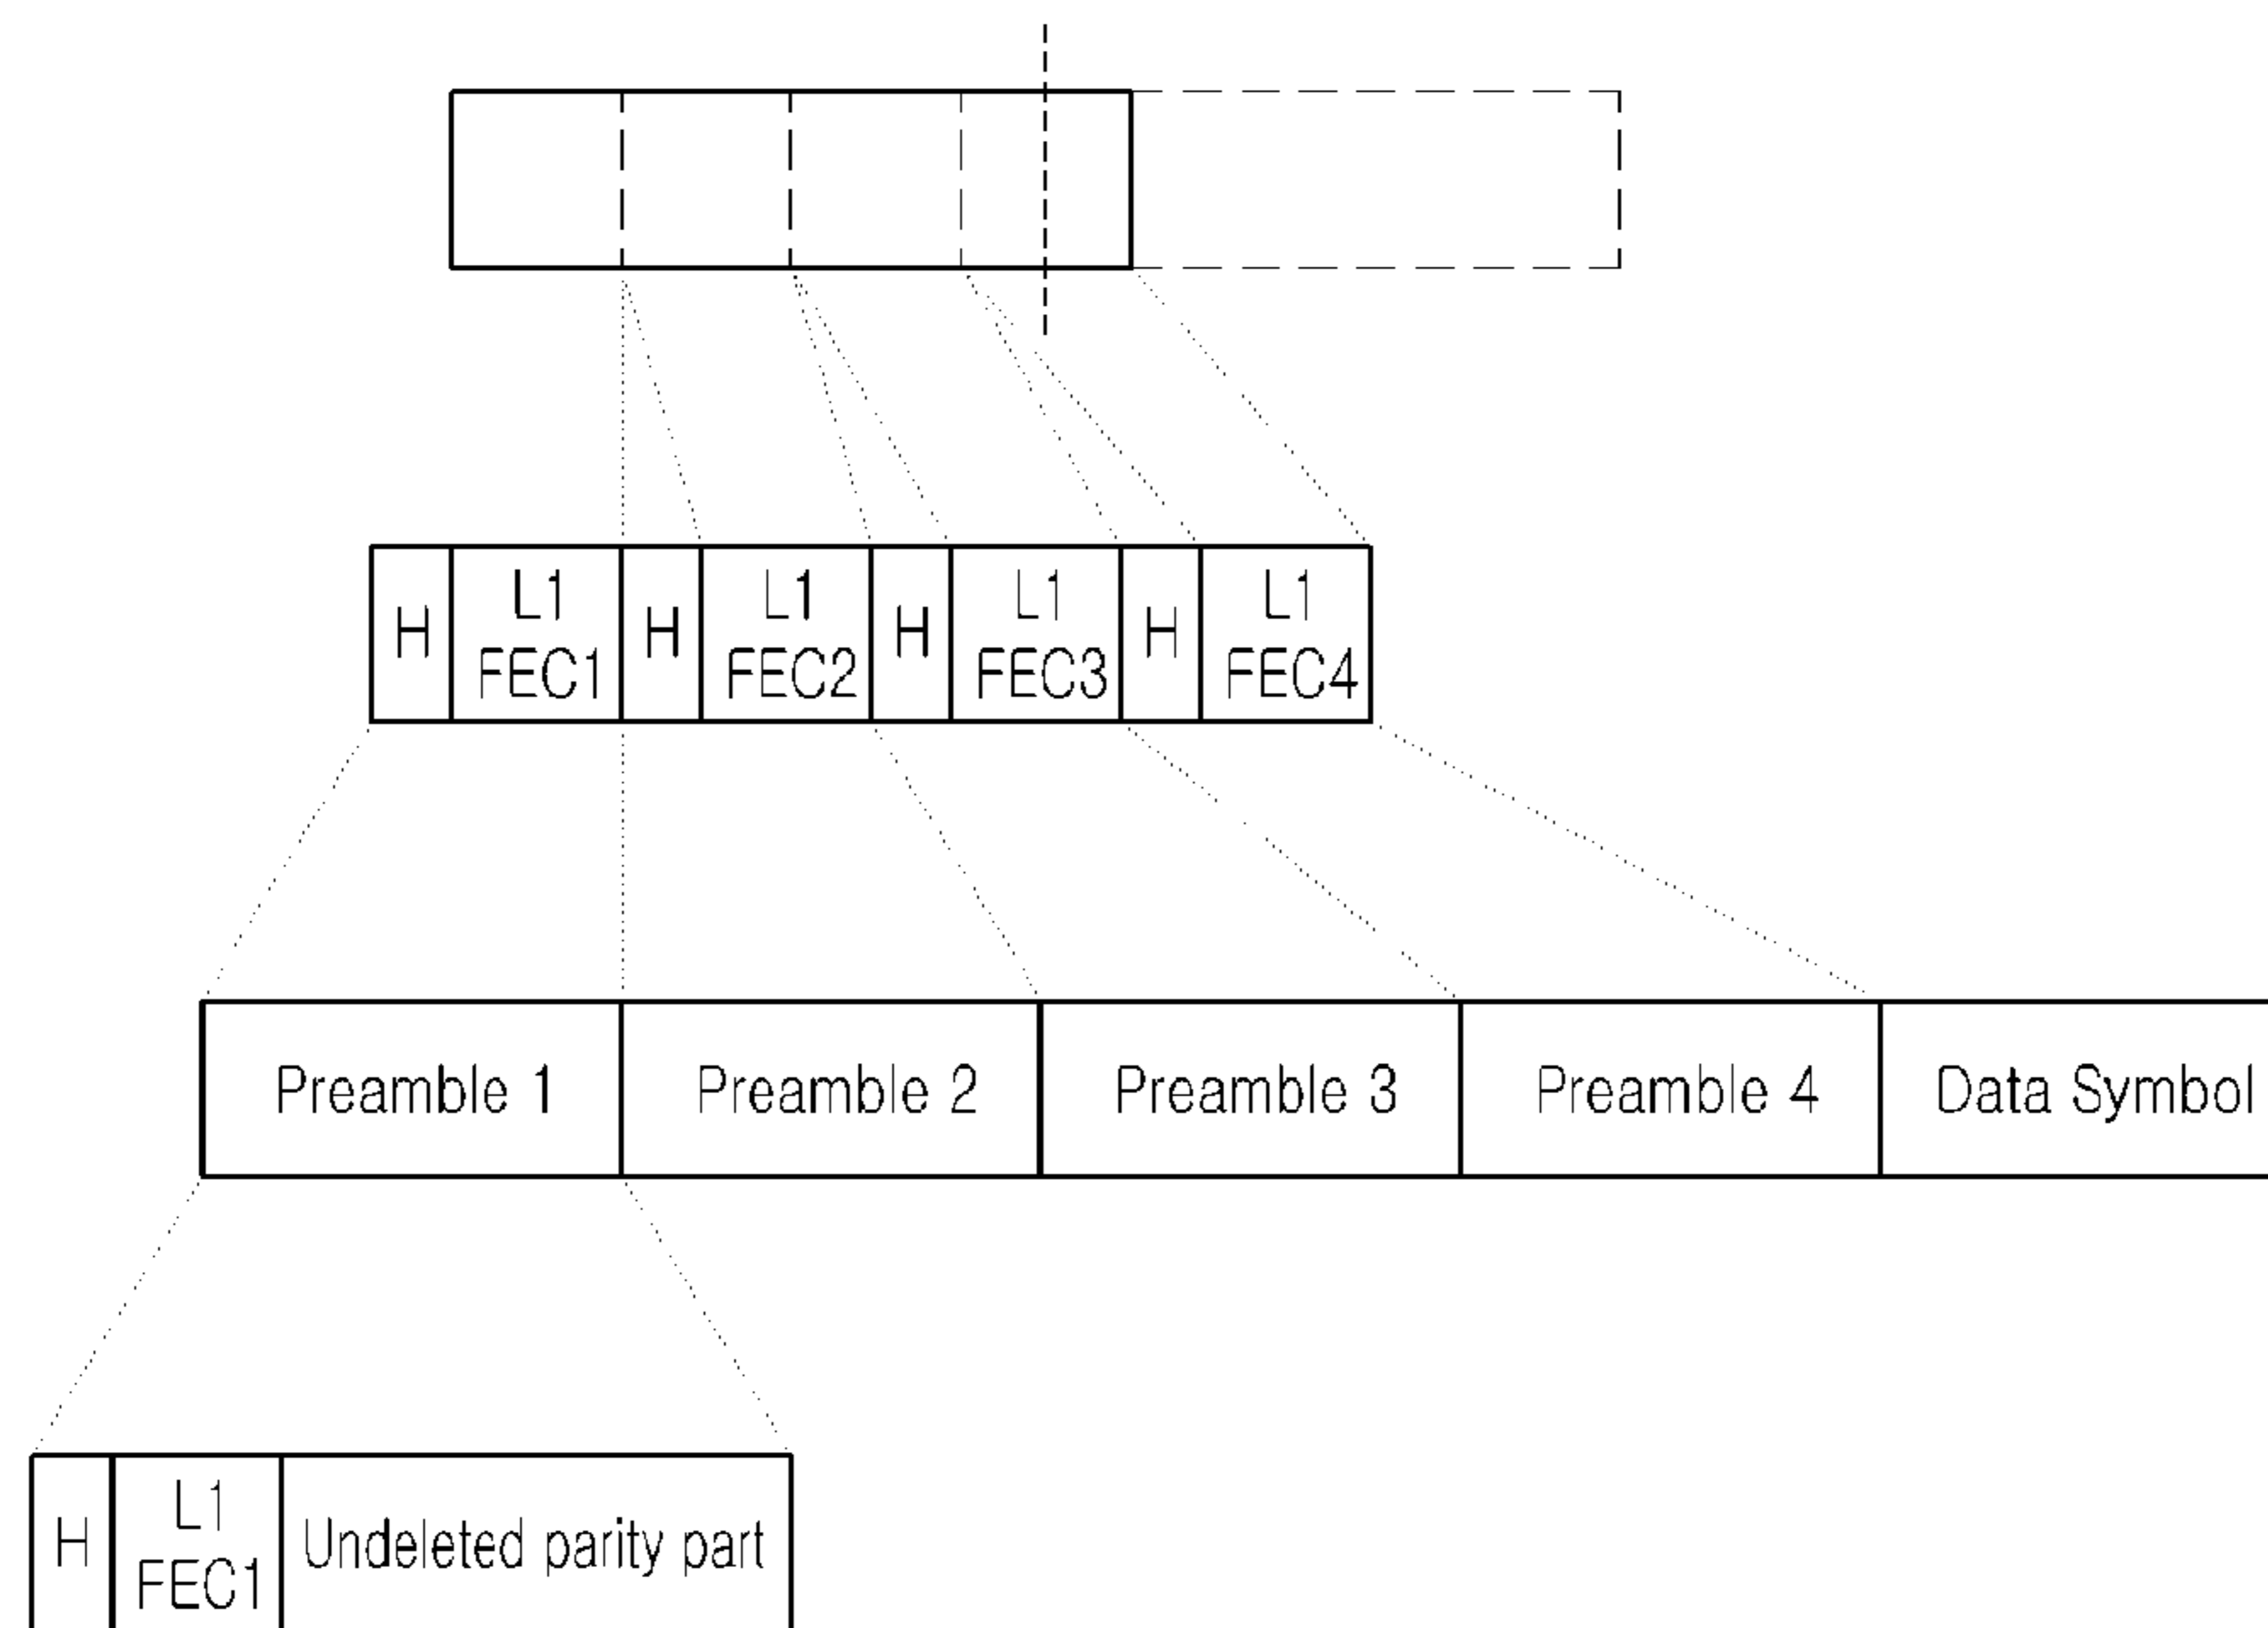 H L1 FEC1 H L1 FEC2 H L1 FEC3 H L1 FEC4
Preamble 1 Preamble 2 Preamble 3 Preamble 4 Data Symbol
H L1 FEC1 Undeleted parity part